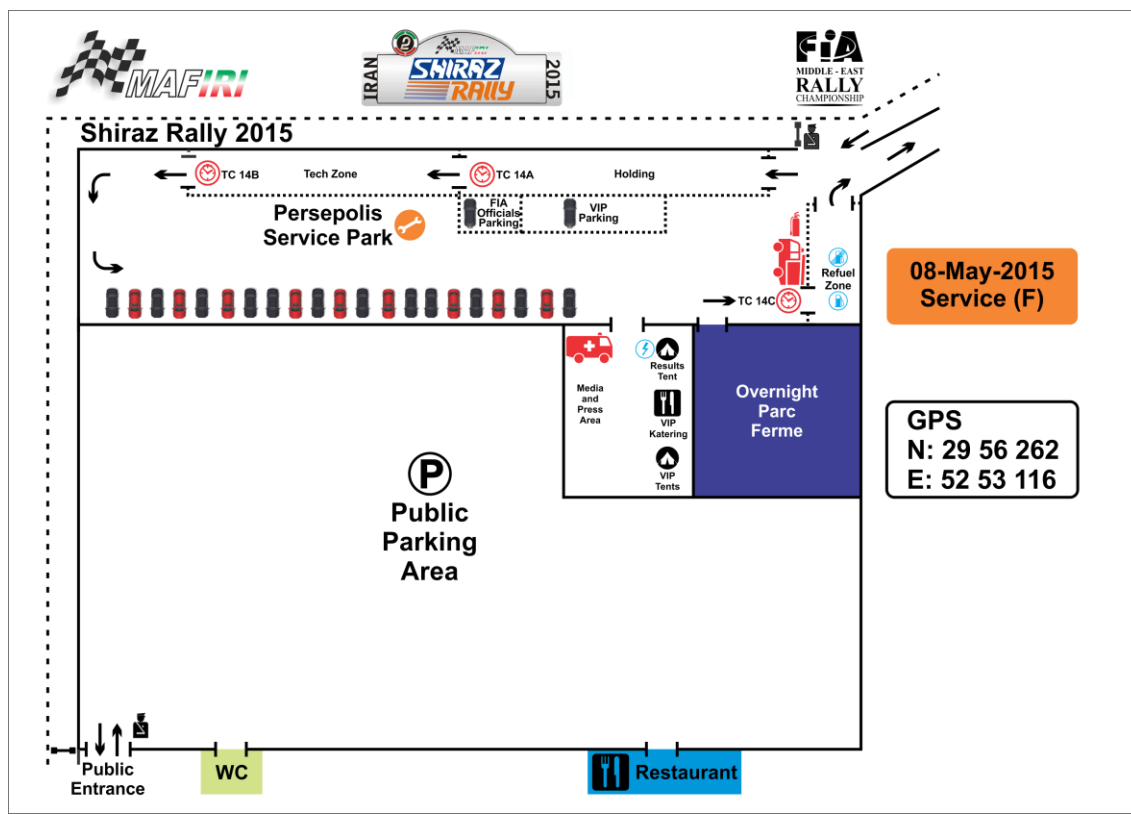 MAFIRI
2
MAFIRI
IRAN
SHIRAZ
RALLY
2015
FiA
MIDDLE - EAST
RALLY
CHAMPIONSHIP
Shiraz Rally 2015
TC 14B
Tech Zone
TC 14A
Holding
Persepolis
Service Park
FIA
Officials
Parking
VIP
Parking
Refuel
Zone
TC 14C
08-May-2015
Service (F)
Media
and
Press
Area
Results
Tent
VIP
Katering
VIP
Tents
Overnight
Parc
Ferme
GPS
N: 29 56 262
E: 52 53 116
P
Public
Parking
Area
Public
Entrance
WC
Restaurant